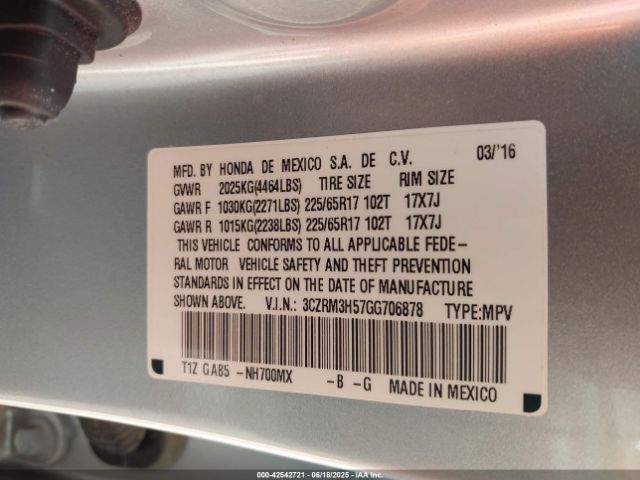 MFD. BY HONDA DE MEXICO S.A. DE C.V. 03/'16
GVWR 2025KG(4464LBS) TIRE SIZE RIM SIZE
GAWR F 1030KG(2271LBS) 225/65R17 102T 17X7J
GAWR R 1015KG(2238LBS) 225/65R17 102T 17X7J
THIS VEHICLE CONFORMS TO ALL APPLICABLE FEDE-
RAL MOTOR VEHICLE SAFETY AND THEFT PREVENTION
STANDARDS IN EFFECT ON THE DATE OF MANUFACTURE
SHOWN ABOVE. V.I.N.: 3CZRM3H57GG706878 TYPE:MPV
T1Z GAB5 -NH700MX -B -G MADE IN MEXICO
000-42542721 - 06/18/2025 - IAAI.com